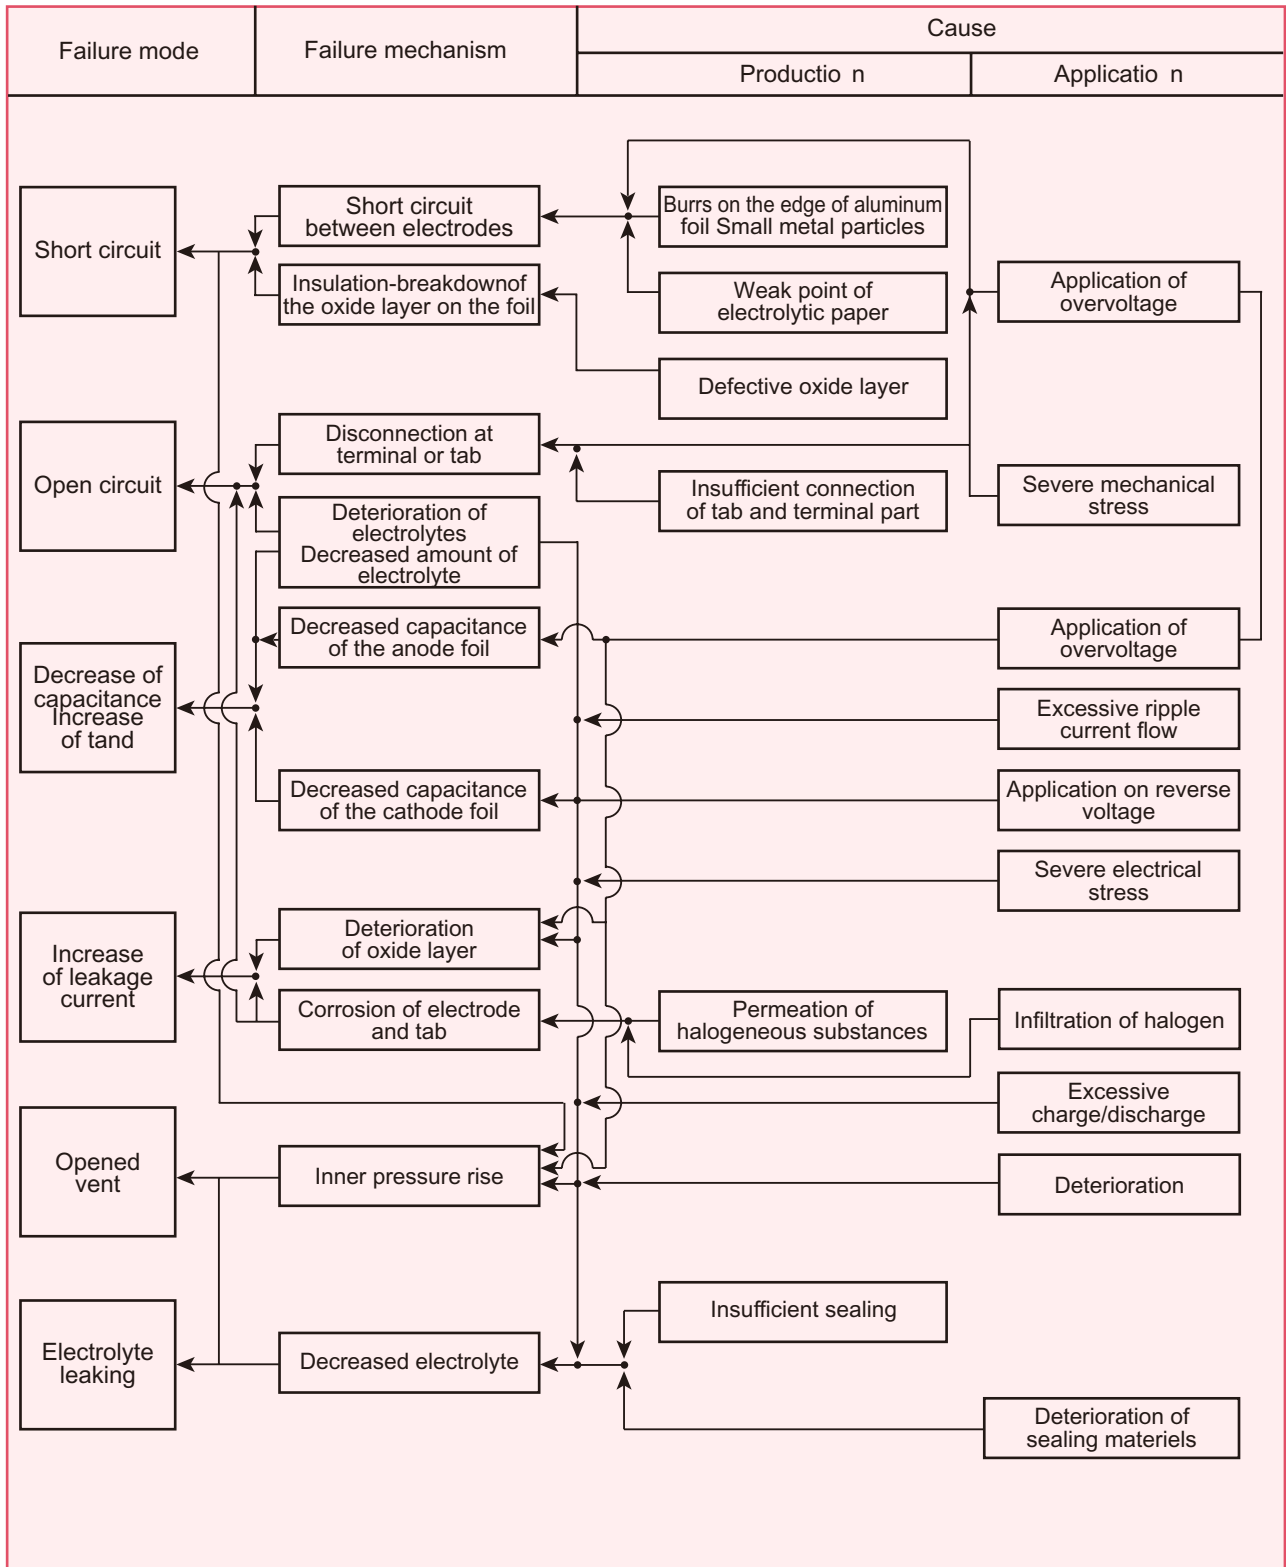 Failure mode
Failure mechanism
Cause
Productio n
Applicatio n
Short circuit
Short circuit
between electrodes
Insulation-breakdownof
the oxide layer on the foil
Burrs on the edge of aluminum
foil Small metal particles
Weak point of
electrolytic paper
Defective oxide layer
Application of
overvoltage
Open circuit
Disconnection at
terminal or tab
Deterioration of
electrolytes
Decreased amount of
electrolyte
Insufficient connection
of tab and terminal part
Severe mechanical
stress
Decrease of
capacitance
Increase
of tand
Decreased capacitance
of the anode foil
Decreased capacitance
of the cathode foil
Application of
overvoltage
Excessive ripple
current flow
Application on reverse
voltage
Severe electrical
stress
Increase
of leakage
current
Deterioration
of oxide layer
Corrosion of electrode
and tab
Permeation of
halogeneous substances
Infiltration of halogen
Excessive
charge/discharge
Opened
vent
Inner pressure rise
Deterioration
Electrolyte
leaking
Decreased electrolyte
Insufficient sealing
Deterioration of
sealing materiels